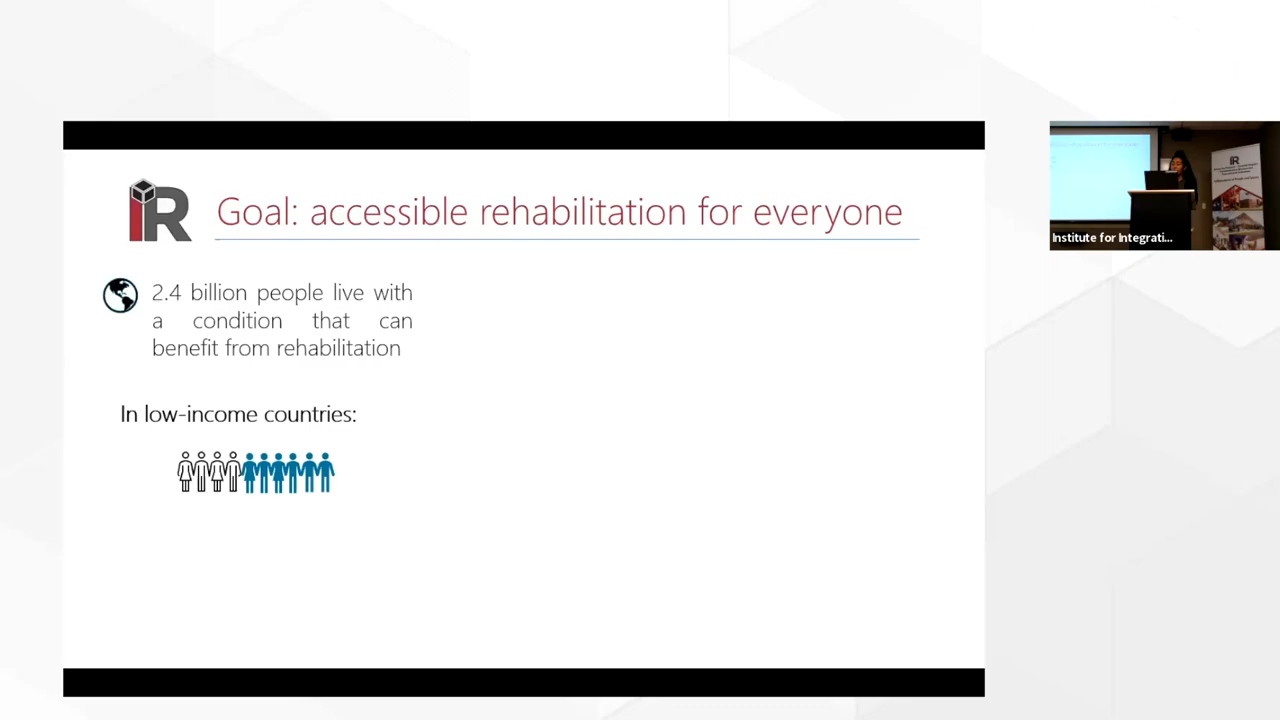 IR
Goal: accessible rehabilitation for everyone
2.4 billion people live with
a condition that can
benefit from rehabilitation
In low-income countries:
IR
Institute for Integrati...